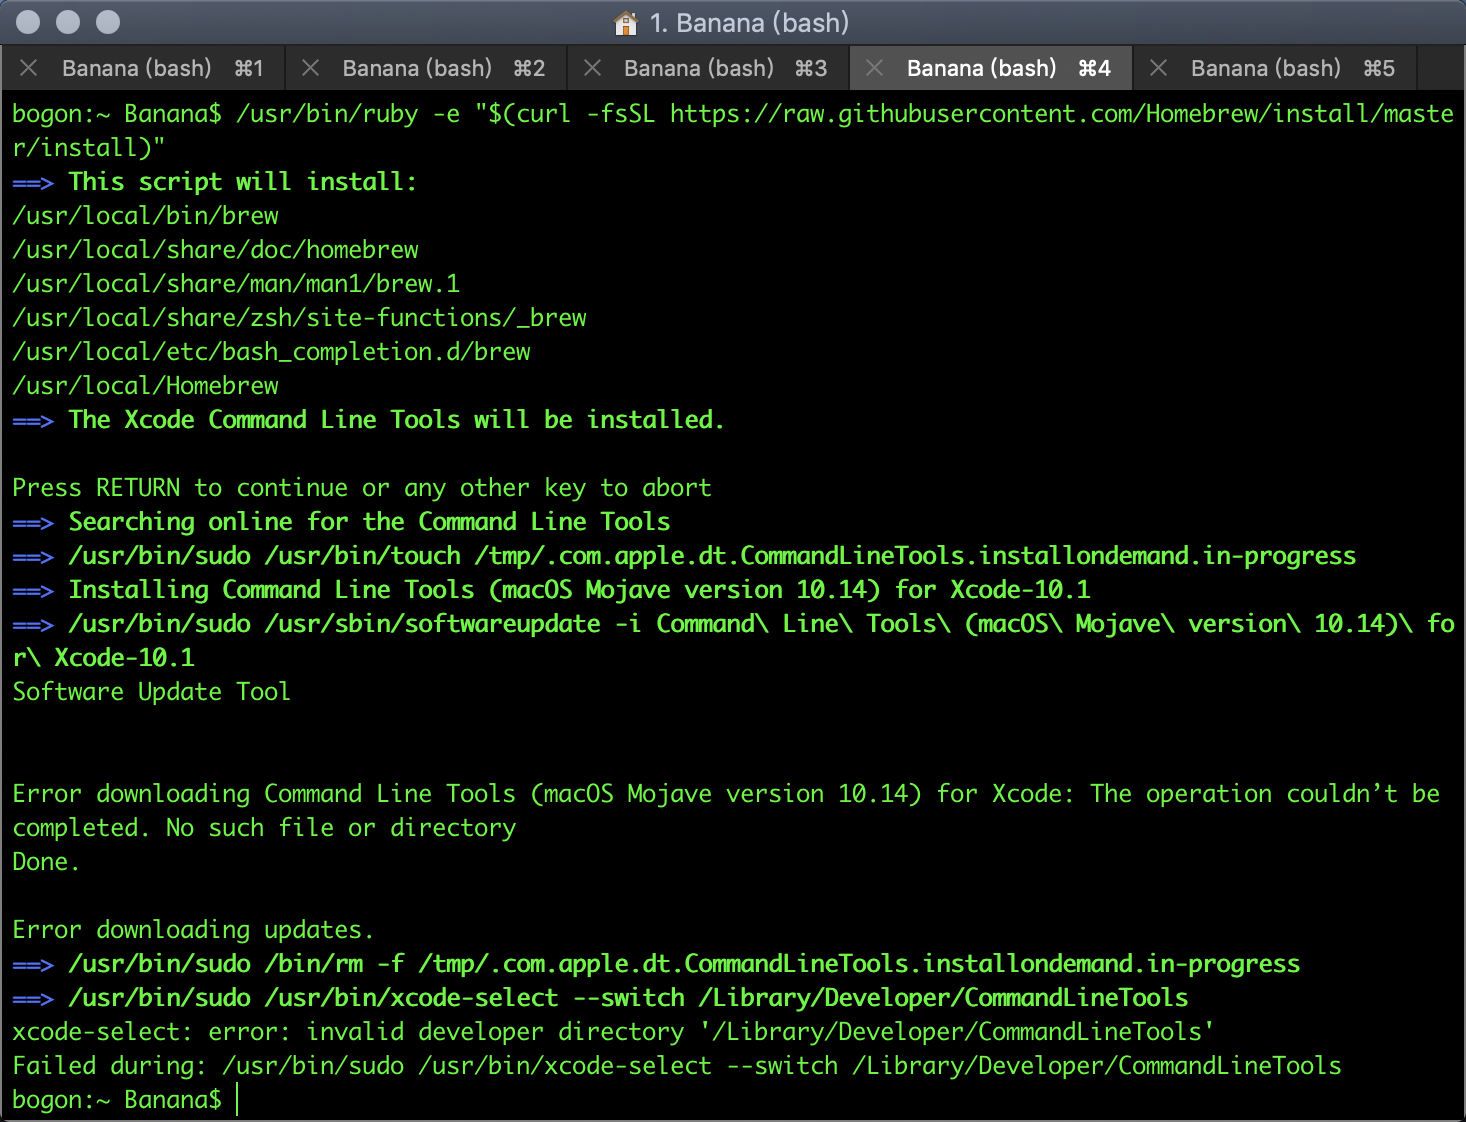 1. Banana (bash)
Banana (bash) ⌘1 Banana (bash) ⌘2 Banana (bash) ⌘3 Banana (bash) ⌘4 Banana (bash) ⌘5
bogon:~ Banana$ /usr/bin/ruby -e "$(curl -fsSL https://raw.githubusercontent.com/Homebrew/install/maste
r/install)"
==> This script will install:
/usr/local/bin/brew
/usr/local/share/doc/homebrew
/usr/local/share/man/man1/brew.1
/usr/local/share/zsh/site-functions/_brew
/usr/local/etc/bash_completion.d/brew
/usr/local/Homebrew
==> The Xcode Command Line Tools will be installed.
Press RETURN to continue or any other key to abort
==> Searching online for the Command Line Tools
==> /usr/bin/sudo /usr/bin/touch /tmp/.com.apple.dt.CommandLineTools.installondemand.in-progress
==> Installing Command Line Tools (macOS Mojave version 10.14) for Xcode-10.1
==> /usr/bin/sudo /usr/sbin/softwareupdate -i Command\ Line\ Tools\ (macOS\ Mojave\ version\ 10.14)\ fo
r\ Xcode-10.1
Software Update Tool
Error downloading Command Line Tools (macOS Mojave version 10.14) for Xcode: The operation couldn’t be
completed. No such file or directory
Done.
Error downloading updates.
==> /usr/bin/sudo /bin/rm -f /tmp/.com.apple.dt.CommandLineTools.installondemand.in-progress
==> /usr/bin/sudo /usr/bin/xcode-select --switch /Library/Developer/CommandLineTools
xcode-select: error: invalid developer directory '/Library/Developer/CommandLineTools'
Failed during: /usr/bin/sudo /usr/bin/xcode-select --switch /Library/Developer/CommandLineTools
bogon:~ Banana$